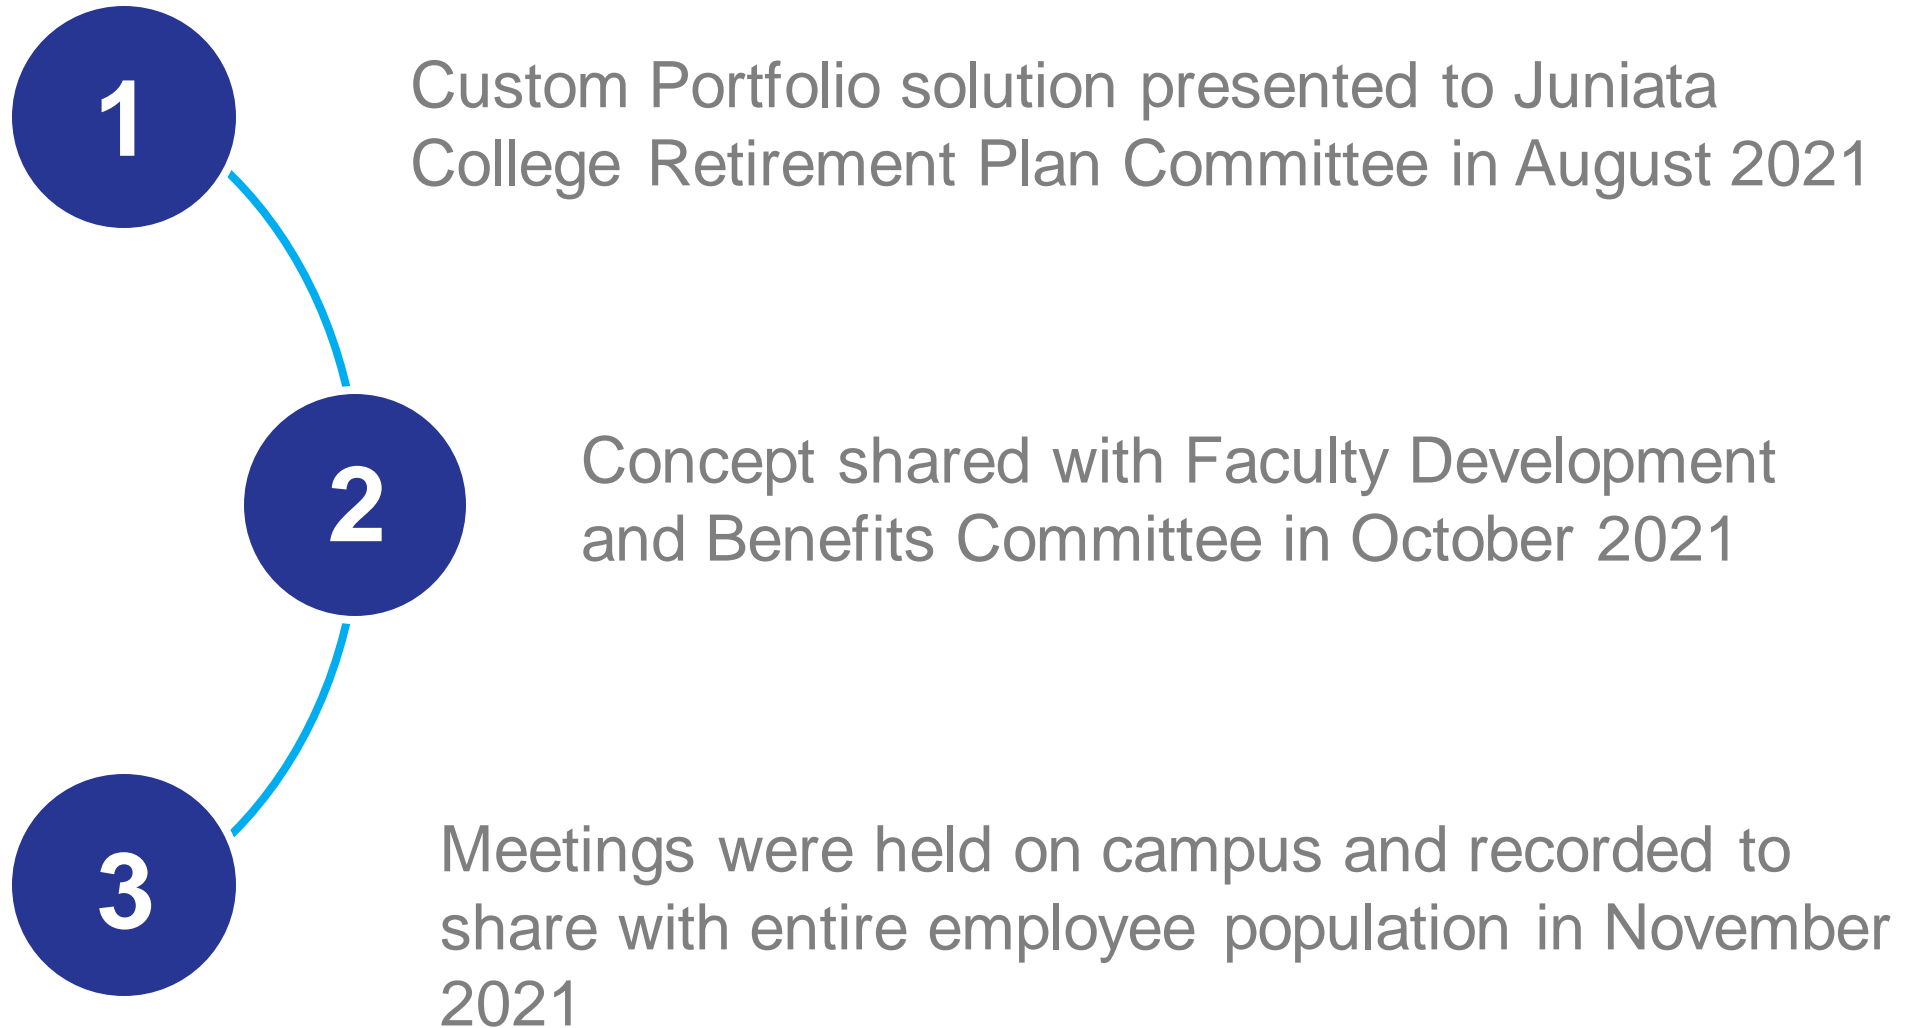 1
Custom Portfolio solution presented to Juniata
College Retirement Plan Committee in August 2021
2
Concept shared with Faculty Development
and Benefits Committee in October 2021
3
Meetings were held on campus and recorded to
share with entire employee population in November
2021